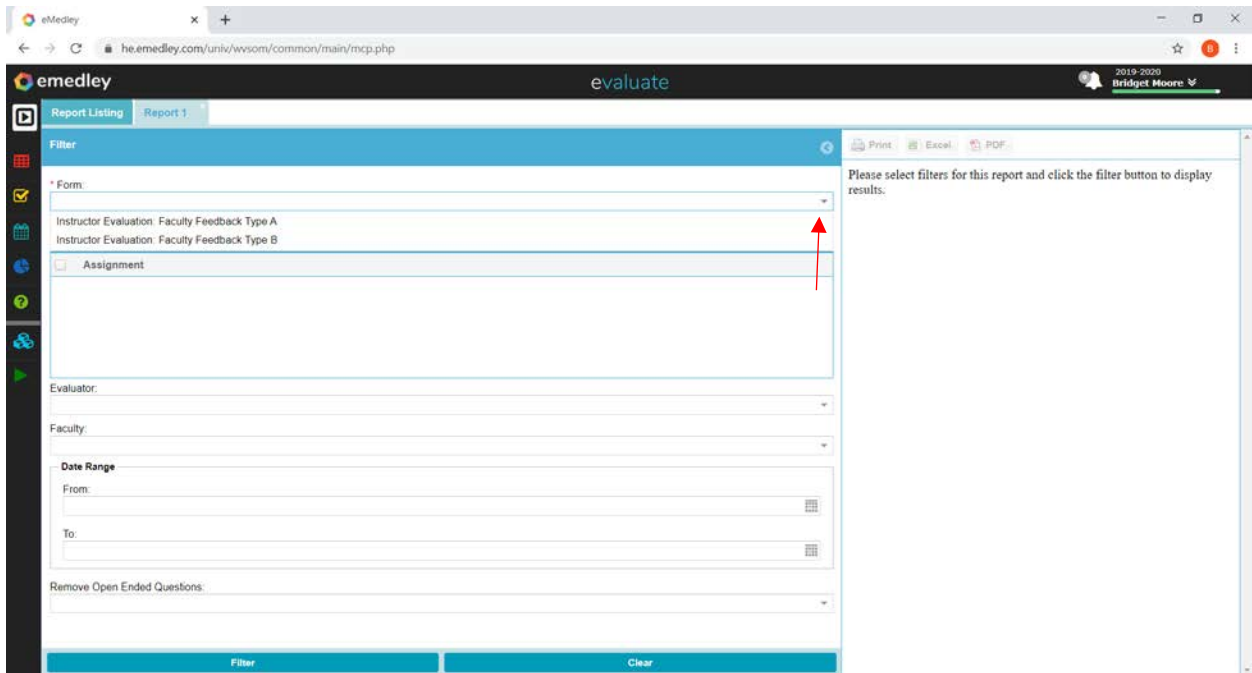 eMedley
he.emedley.com/univ/wvsom/common/main/mcp.php
B
emedley
evaluate
2019-2020
Bridget Moore
Report Listing
Report 1
Filter
Print
Excel
PDF
Please select filters for this report and click the filter button to display
results.
* Form:
Instructor Evaluation: Faculty Feedback Type A
Instructor Evaluation: Faculty Feedback Type B
Assignment
Evaluator:
Faculty:
Date Range
From:
To:
Remove Open Ended Questions:
Filter
Clear